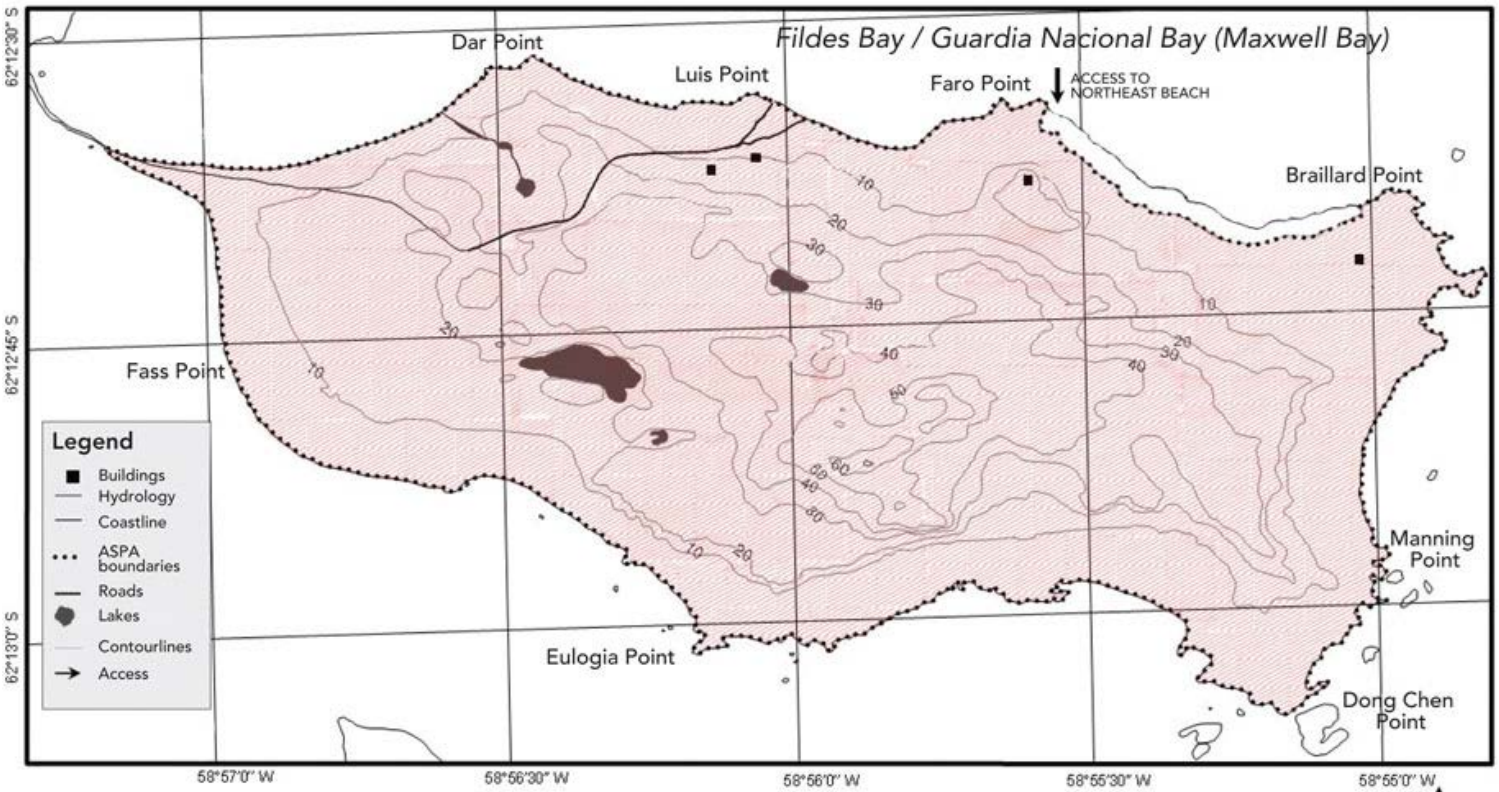 Fildes Bay / Guardia Nacional Bay (Maxwell Bay)
62°12'30" S
Dar Point
Luis Point
Faro Point
ACCESS TO
NORTHEAST BEACH
Braillard Point
10
20
30
30
10
62°12'45" S
20
40
20
30
40
Fass Point
10
50
Legend
Buildings
Hydrology
Coastline
ASPA
boundaries
Roads
Lakes
Contourlines
Access
60
40
10
20
Manning
Point
62°13'0" S
Eulogia Point
Dong Chen
Point
58°57'0" W
58°56'30" W
58°56'0" W
58°55'30" W
58°55'0" W